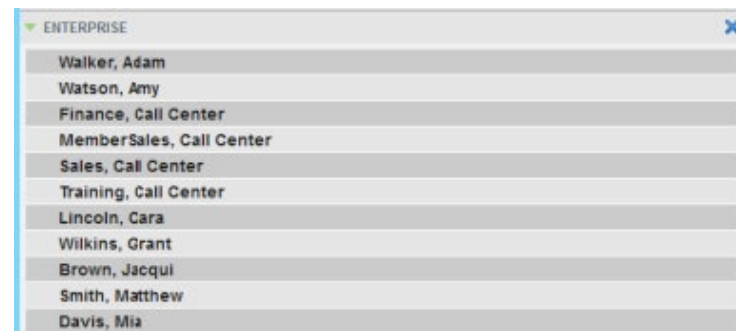 ENTERPRISE
Walker, Adam
Watson, Amy
Finance, Call Center
MemberSales, Call Center
Sales, Call Center
Training, Call Center
Lincoln, Cara
Wilkins, Grant
Brown, Jacqui
Smith, Matthew
Davis, Mia